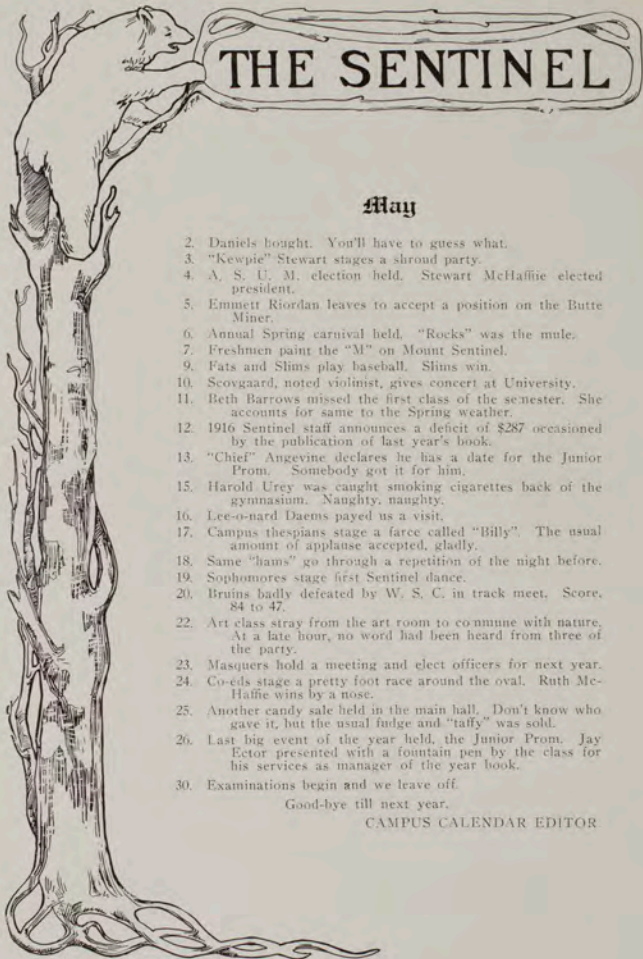 THE SENTINEL
May
2. Daniels bought. You'll have to guess what.
3. "Kewpie" Stewart stages a shroud party.
4. A. S. U. M. election held. Stewart McHaffie elected
president.
5. Emmett Riordan leaves to accept a position on the Butte
Miner.
6. Annual Spring carnival held. "Rocks" was the mule.
7. Freshmen paint the "M" on Mount Sentinel.
9. Fats and Slims play baseball. Slims win.
10. Scovgaard, noted violinist, gives concert at University.
11. Beth Barrows missed the first class of the semester. She
accounts for same to the Spring weather.
12. 1916 Sentinel staff announces a deficit of $287 occasioned
by the publication of last year's book.
13. "Chief" Angevine declares he has a date for the Junior
Prom. Somebody got it for him.
15. Harold Urey was caught smoking cigarettes back of the
gymnasium. Naughty, naughty.
16. Lee-o-nard Daems payed us a visit.
17. Campus thespians stage a farce called "Billy". The usual
amount of applause accepted, gladly.
18. Same "hams" go through a repetition of the night before.
19. Sophomores stage first Sentinel dance.
20. Bruins badly defeated by W. S. C. in track meet. Score,
84 to 47.
22. Art class stray from the art room to commune with nature.
At a late hour, no word had been heard from three of
the party.
23. Masquers hold a meeting and elect officers for next year.
24. Co-eds stage a pretty foot race around the oval. Ruth Mc-
Haffie wins by a nose.
25. Another candy sale held in the main hall. Don't know who
gave it, but the usual fudge and "taffy" was sold.
26. Last big event of the year held, the Junior Prom. Jay
Ector presented with a fountain pen by the class for
his services as manager of the year book.
30. Examinations begin and we leave off.
Good-bye till next year.
CAMPUS CALENDAR EDITOR